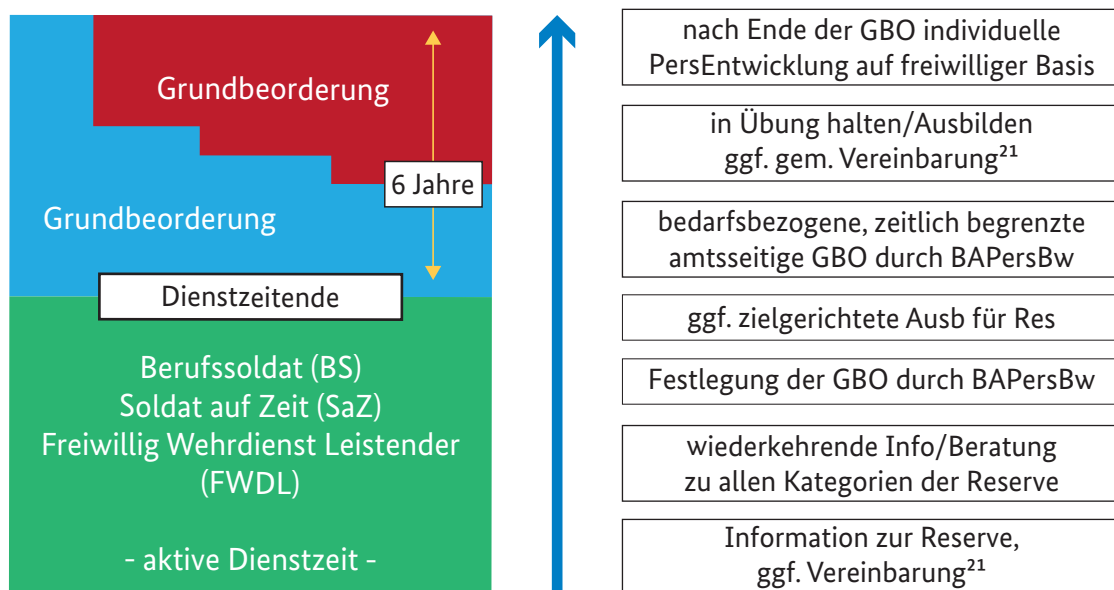 Grundbeorderung
6 Jahre
Grundbeorderung
Dienstzeitende
Berufssoldat (BS)
Soldat auf Zeit (SaZ)
Freiwillig Wehrdienst Leistender
(FWDL)
- aktive Dienstzeit -
nach Ende der GBO individuelle
PersEntwicklung auf freiwilliger Basis
in Übung halten/Ausbilden
ggf. gem. Vereinbarung²¹
bedarfsbezogene, zeitlich begrenzte
amtsseitige GBO durch BAPersBw
ggf. zielgerichtete Ausb für Res
Festlegung der GBO durch BAPersBw
wiederkehrende Info/Beratung
zu allen Kategorien der Reserve
Information zur Reserve,
ggf. Vereinbarung²¹